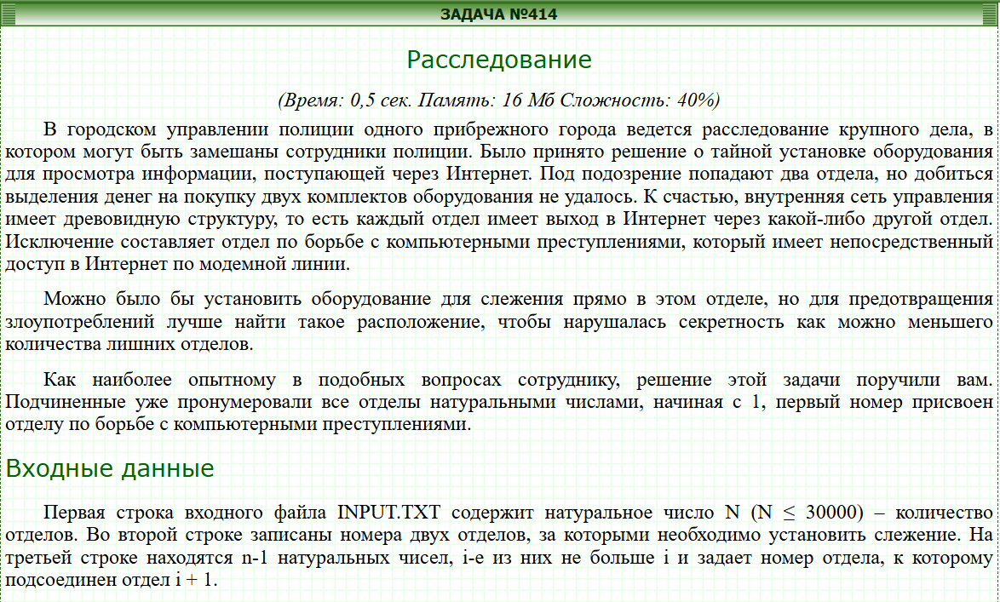 ЗАДАЧА №414
Расследование
(Время: 0,5 сек. Память: 16 Мб Сложность: 40%)
В городском управлении полиции одного прибрежного города ведется расследование крупного дела, в
котором могут быть замешаны сотрудники полиции. Было принято решение о тайной установке оборудования
для просмотра информации, поступающей через Интернет. Под подозрение попадают два отдела, но добиться
выделения денег на покупку двух комплектов оборудования не удалось. К счастью, внутренняя сеть управления
имеет древовидную структуру, то есть каждый отдел имеет выход в Интернет через какой-либо другой отдел.
Исключение составляет отдел по борьбе с компьютерными преступлениями, который имеет непосредственный
доступ в Интернет по модемной линии.
Можно было бы установить оборудование для слежения прямо в этом отделе, но для предотвращения
злоупотреблений лучше найти такое расположение, чтобы нарушалась секретность как можно меньшего
количества лишних отделов.
Как наиболее опытному в подобных вопросах сотруднику, решение этой задачи поручили вам.
Подчиненные уже пронумеровали все отделы натуральными числами, начиная с 1, первый номер присвоен
отделу по борьбе с компьютерными преступлениями.
Входные данные
Первая строка входного файла INPUT.TXT содержит натуральное число N (N ≤ 30000) – количество
отделов. Во второй строке записаны номера двух отделов, за которыми необходимо установить слежение. На
третьей строке находятся n-1 натуральных чисел, i-е из них не больше i и задает номер отдела, к которому
подсоединен отдел i + 1.